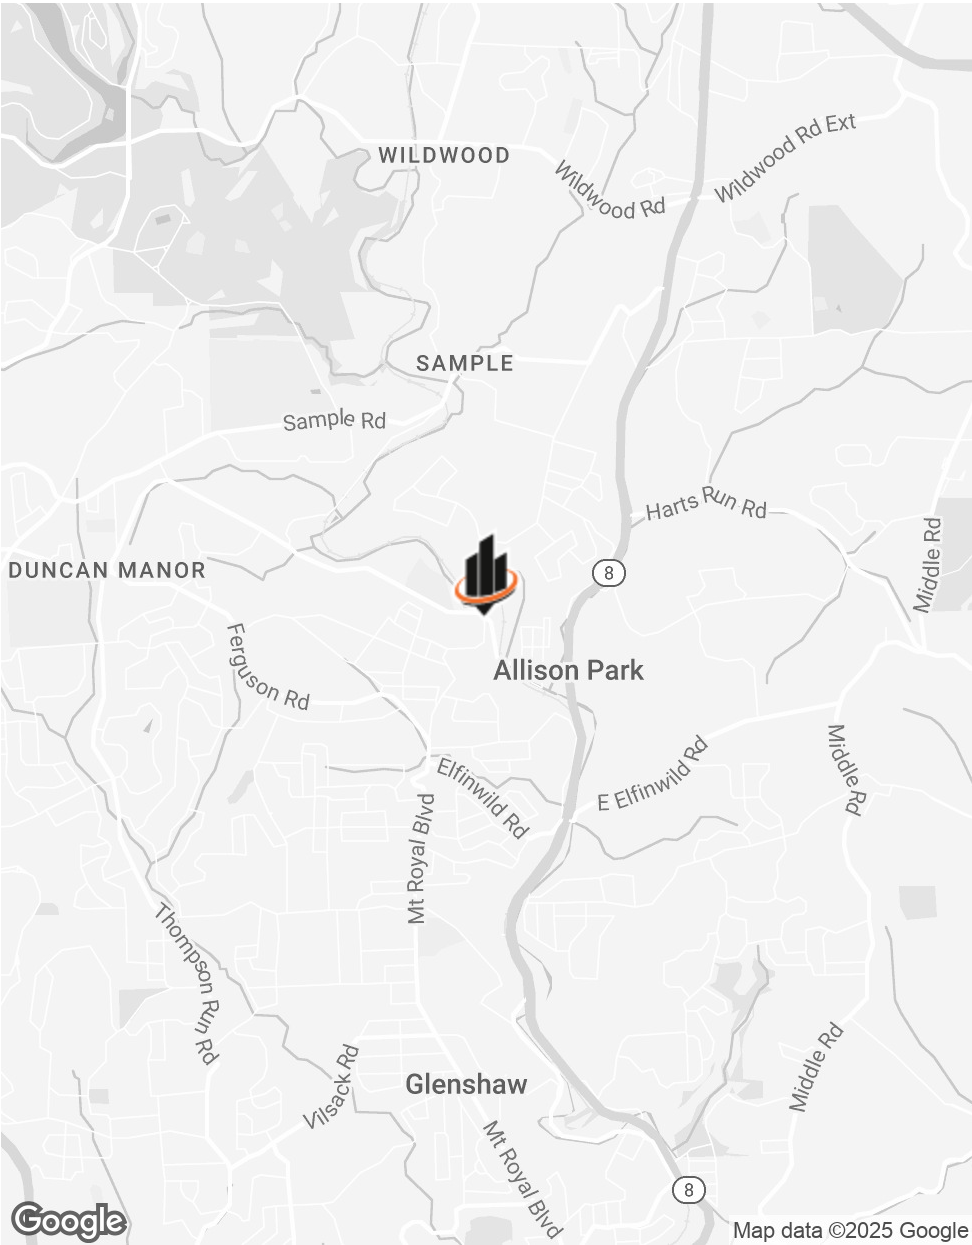 Wildwood Rd Ext
WILDWOOD
Wildwood Rd
SAMPLE
Sample Rd
Harts Run Rd
Middle Rd
DUNCAN MANOR
8
Ferguson Rd
Allison Park
Middle Rd
E Elfinwild Rd
Elfinwild Rd
Mt Royal Blvd
Thompson Run Rd
Middle Rd
Vilsack Rd
Glenshaw
Mt Royal Blvd
8
Google
Map data ©2025 Google